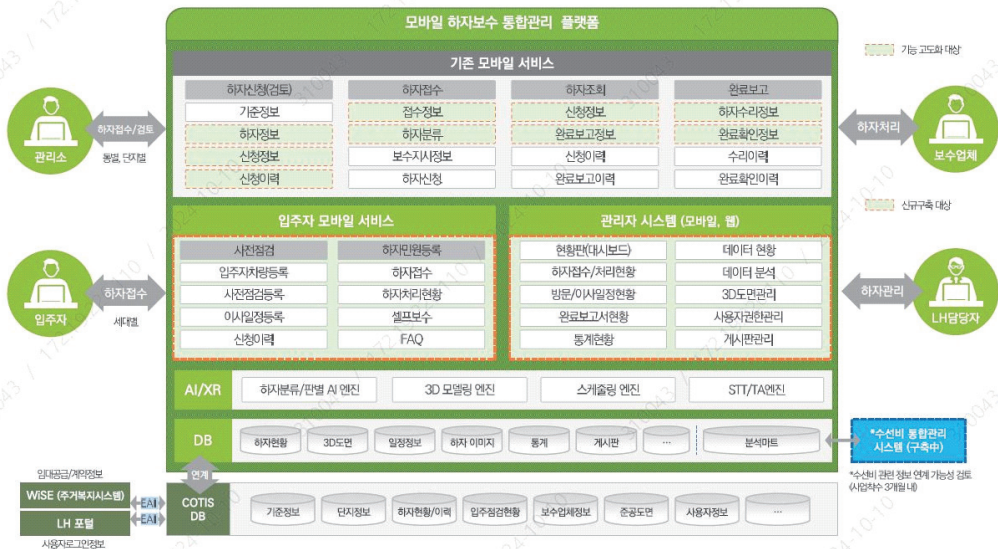 모바일 하자보수 통합관리 플랫폼
기능 고도화 대상
기존 모바일 서비스
하자신청(검토) 하자접수 하자조회 완료보고
기준정보 접수정보 신청정보 하자수리정보
하자정보 하자분류 완료보고정보 완료확인정보
신청정보 보수지시정보 신청이력 수리이력
신청이력 하자신청 완료보고이력 완료확인이력
관리소
하자접수/검토
동별, 단지별
하자처리
보수업체
신규구축 대상
입주자 모바일 서비스
사전점검 하자민원등록
입주자차량등록 하자접수
사전점검등록 하자처리현황
이사일정등록 셀프보수
신청이력 FAQ
관리자 시스템 (모바일, 웹)
현황판(대시보드) 데이터 현황
하자접수/처리현황 데이터 분석
방문/이사일정현황 3D도면관리
완료보고서현황 사용자권한관리
통계현황 게시판관리
입주자
하자접수
세대별
하자관리
LH담당자
AI/XR
하자분류/판별 AI 엔진 3D 모델링 엔진 스케줄링 엔진 STT/TA엔진
DB
하자현황 3D도면 일정정보 하자 이미지 통계 게시판 ... 분석마트
*수선비 통합관리
시스템 (구축中)
*수선비 관련 정보 연계 가능성 검토
(사업착수 3개월 내)
연계
임대공급/계약정보
WiSE (주거복지시스템)
EAI
LH 포털
EAI
사용자로그인정보
COTIS
DB
기준정보 단지정보 하자현황/이력 입주점검현황 보수업체정보 준공도면 사용자정보 ...